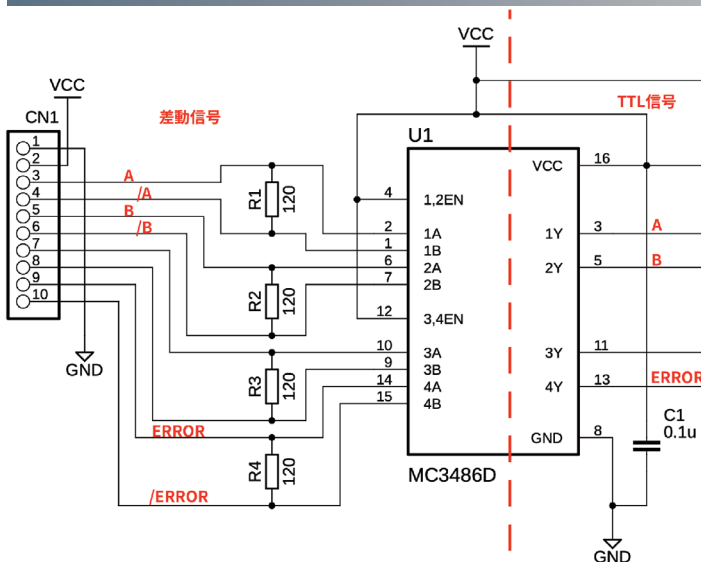 VCC
VCC
CN1
差動信号
TTL信号
U1
1
2
3
4
5
6
7
8
9
10
A
/A
B
/B
ERROR
/ERROR
GND
R1
120
R2
120
R3
120
R4
120
4
2
1
6
7
12
10
9
14
15
1,2EN
1A
1B
2A
2B
3,4EN
3A
3B
4A
4B
VCC
1Y
2Y
3Y
4Y
GND
16
3
5
11
13
8
A
B
ERROR
MC3486D
C1
0.1u
GND